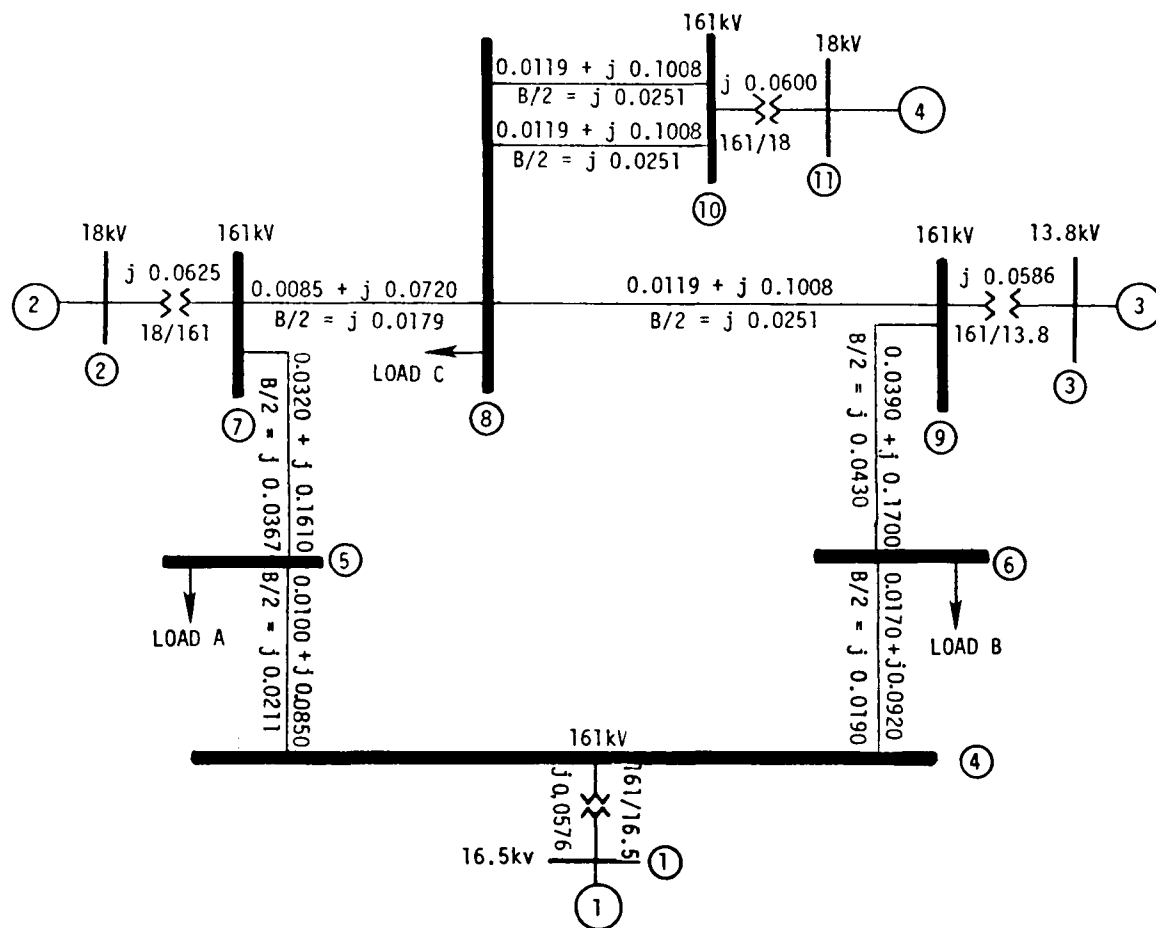 161kV
18kV
0.0119 + j 0.1008
B/2 = j 0.0251
j 0.0600
4
0.0119 + j 0.1008
B/2 = j 0.0251
161/18
11
10
18kV
161kV
161kV
13.8kV
2
j 0.0625
18/161
0.0085 + j 0.0720
B/2 = j 0.0179
0.0119 + j 0.1008
B/2 = j 0.0251
j 0.0586
161/13.8
3
2
LOAD C
3
7
8
9
0.0320 + j 0.1610
B/2 = j 0.0367
0.0390 + j 0.1700
B/2 = j 0.0430
5
6
LOAD A
LOAD B
0.0100 + j0.0850
B/2 = j 0.0211
0.0170+j0.0920
B/2 = j 0.0190
161kV
4
j0.0576
161/16.5
16.5kv
1
1